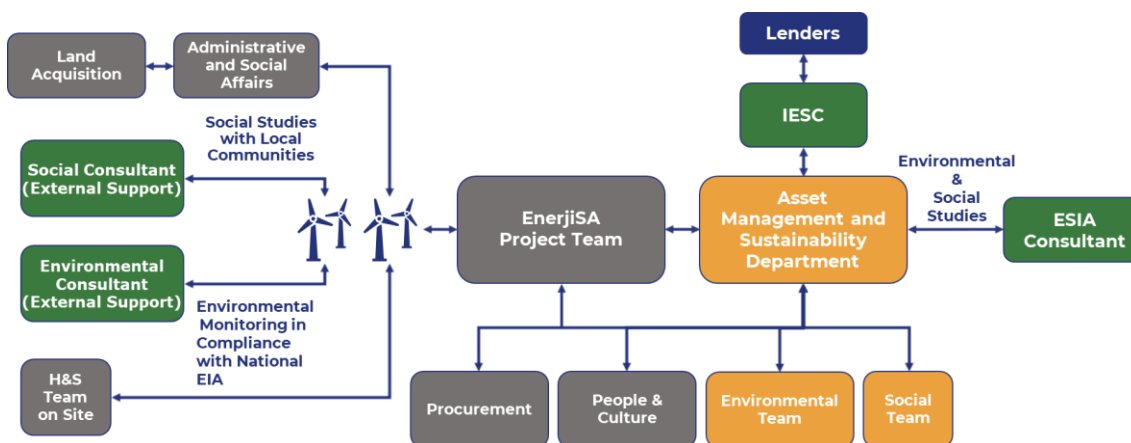 Lenders
Land
Acquisition
Administrative
and Social
Affairs
IESC
Social Studies
with Local
Communities
Social Consultant
(External Support)
Environmental
&
Social
Studies
EnerjiSA
Project Team
Asset
Management and
Sustainability
Department
ESIA
Consultant
Environmental
Consultant
(External Support)
Environmental
Monitoring in
Compliance
with National
EIA
H&S
Team
on Site
Procurement
People &
Culture
Environmental
Team
Social
Team